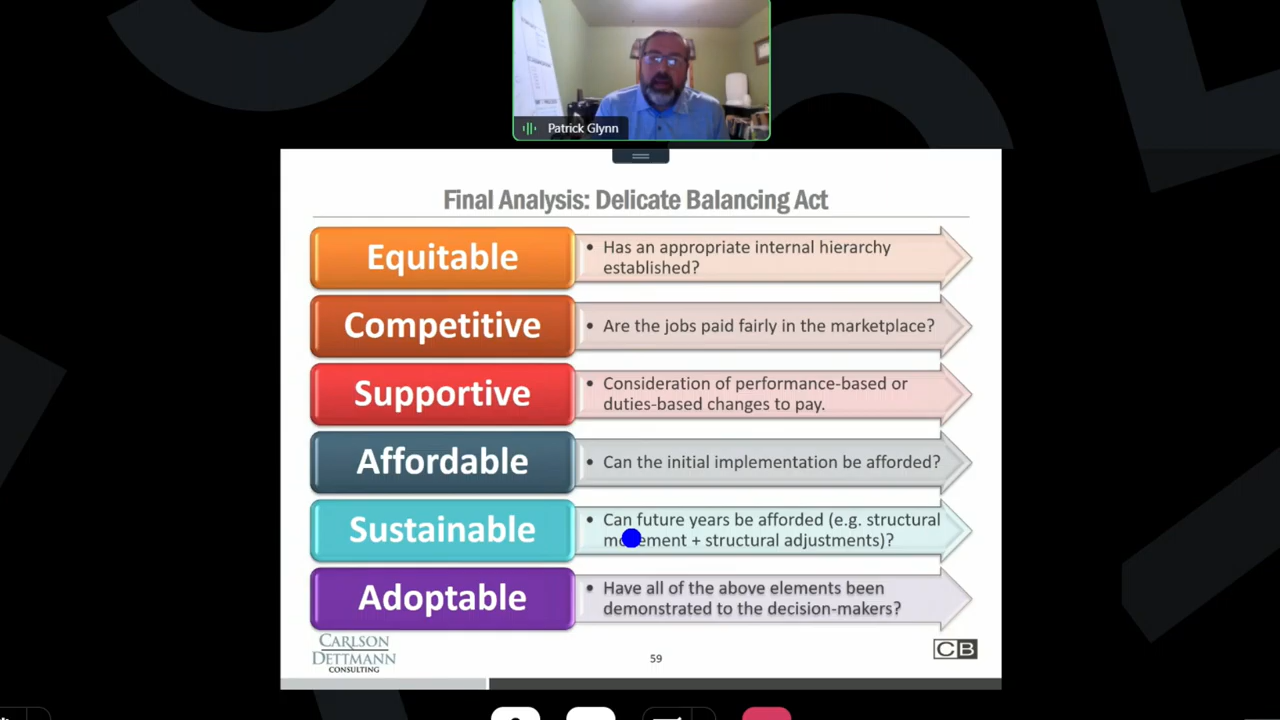 Patrick Glynn
Final Analysis: Delicate Balancing Act
Equitable
• Has an appropriate internal hierarchy
established?
Competitive
• Are the jobs paid fairly in the marketplace?
Supportive
• Consideration of performance-based or
duties-based changes to pay.
Affordable
• Can the initial implementation be afforded?
Sustainable
• Can future years be afforded (e.g. structural
movement + structural adjustments)?
Adoptable
• Have all of the above elements been
demonstrated to the decision-makers?
CARLSON
DETTMANN
CONSULTING
59
CB